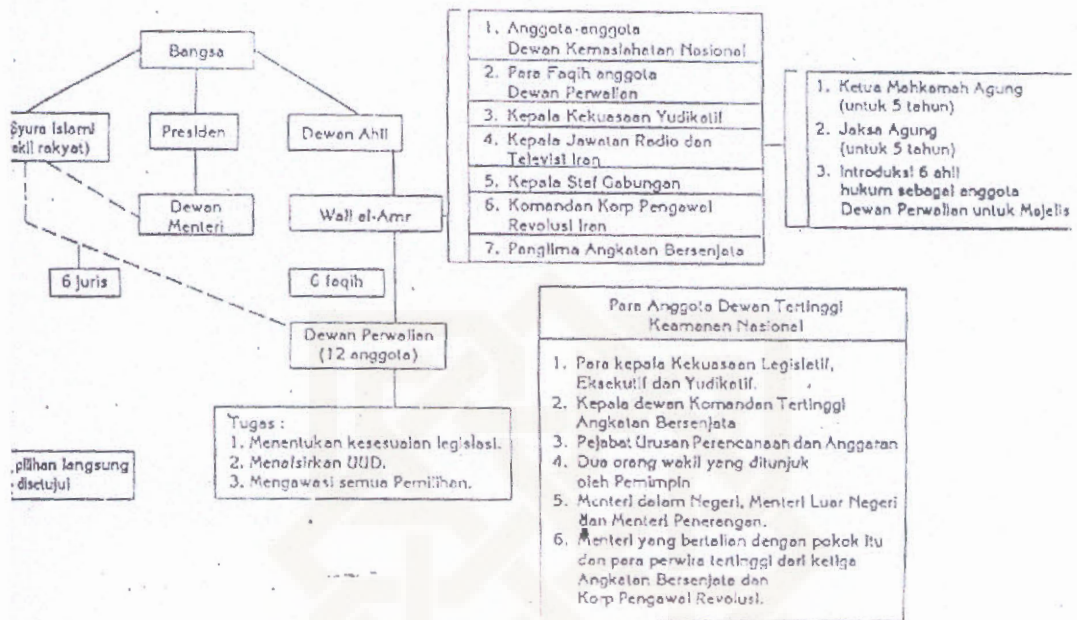 Bangsa
Syura Islami
akil rakyat)
Presiden
Dewan Ahli
Dewan
Menteri
Wali al-Amr
6 Juris
6 faqih
Dewan Perwalian
(12 anggota)
Tugas :
1. Menentukan kesesuaian legislasi.
2. Menafsirkan UUD.
3. Mengawasi semua Pemilihan.
pilihan langsung
disetujui
1. Anggota-anggota
Dewan Kemaslahatan Nasional
2. Para Faqih anggota
Dewan Perwalian
3. Kepala Kekuasaan Yudikatif
4. Kepala Jawatan Radio dan
Televisi Iran
5. Kepala Staf Gabungan
6. Komandan Korp Pengawal
Revolusi Iran
7. Panglima Angkatan Bersenjata
1. Ketua Mahkamah Agung
(untuk 5 tahun)
2. Jaksa Agung
(untuk 5 tahun)
3. Introduksi 6 ahli
hukum sebagai anggota
Dewan Perwalian untuk Majelis
Para Anggota Dewan Tertinggi
Keamanan Nasional
1. Para kepala Kekuasaan Legislatif,
Eksekutif dan Yudikatif.
2. Kepala dewan Komandan Tertinggi
Angkatan Bersenjata
3. Pejabat Urusan Perencanaan dan Anggaran
4. Dua orang wakil yang ditunjuk
oleh Pemimpin
5. Menteri dalam Negeri, Menteri Luar Negeri
dan Menteri Penerangan.
6. Menteri yang bertalian dengan pokok itu
dan para perwira tertinggi dari ketiga
Angkatan Bersenjata dan
Korp Pengawal Revolusi.